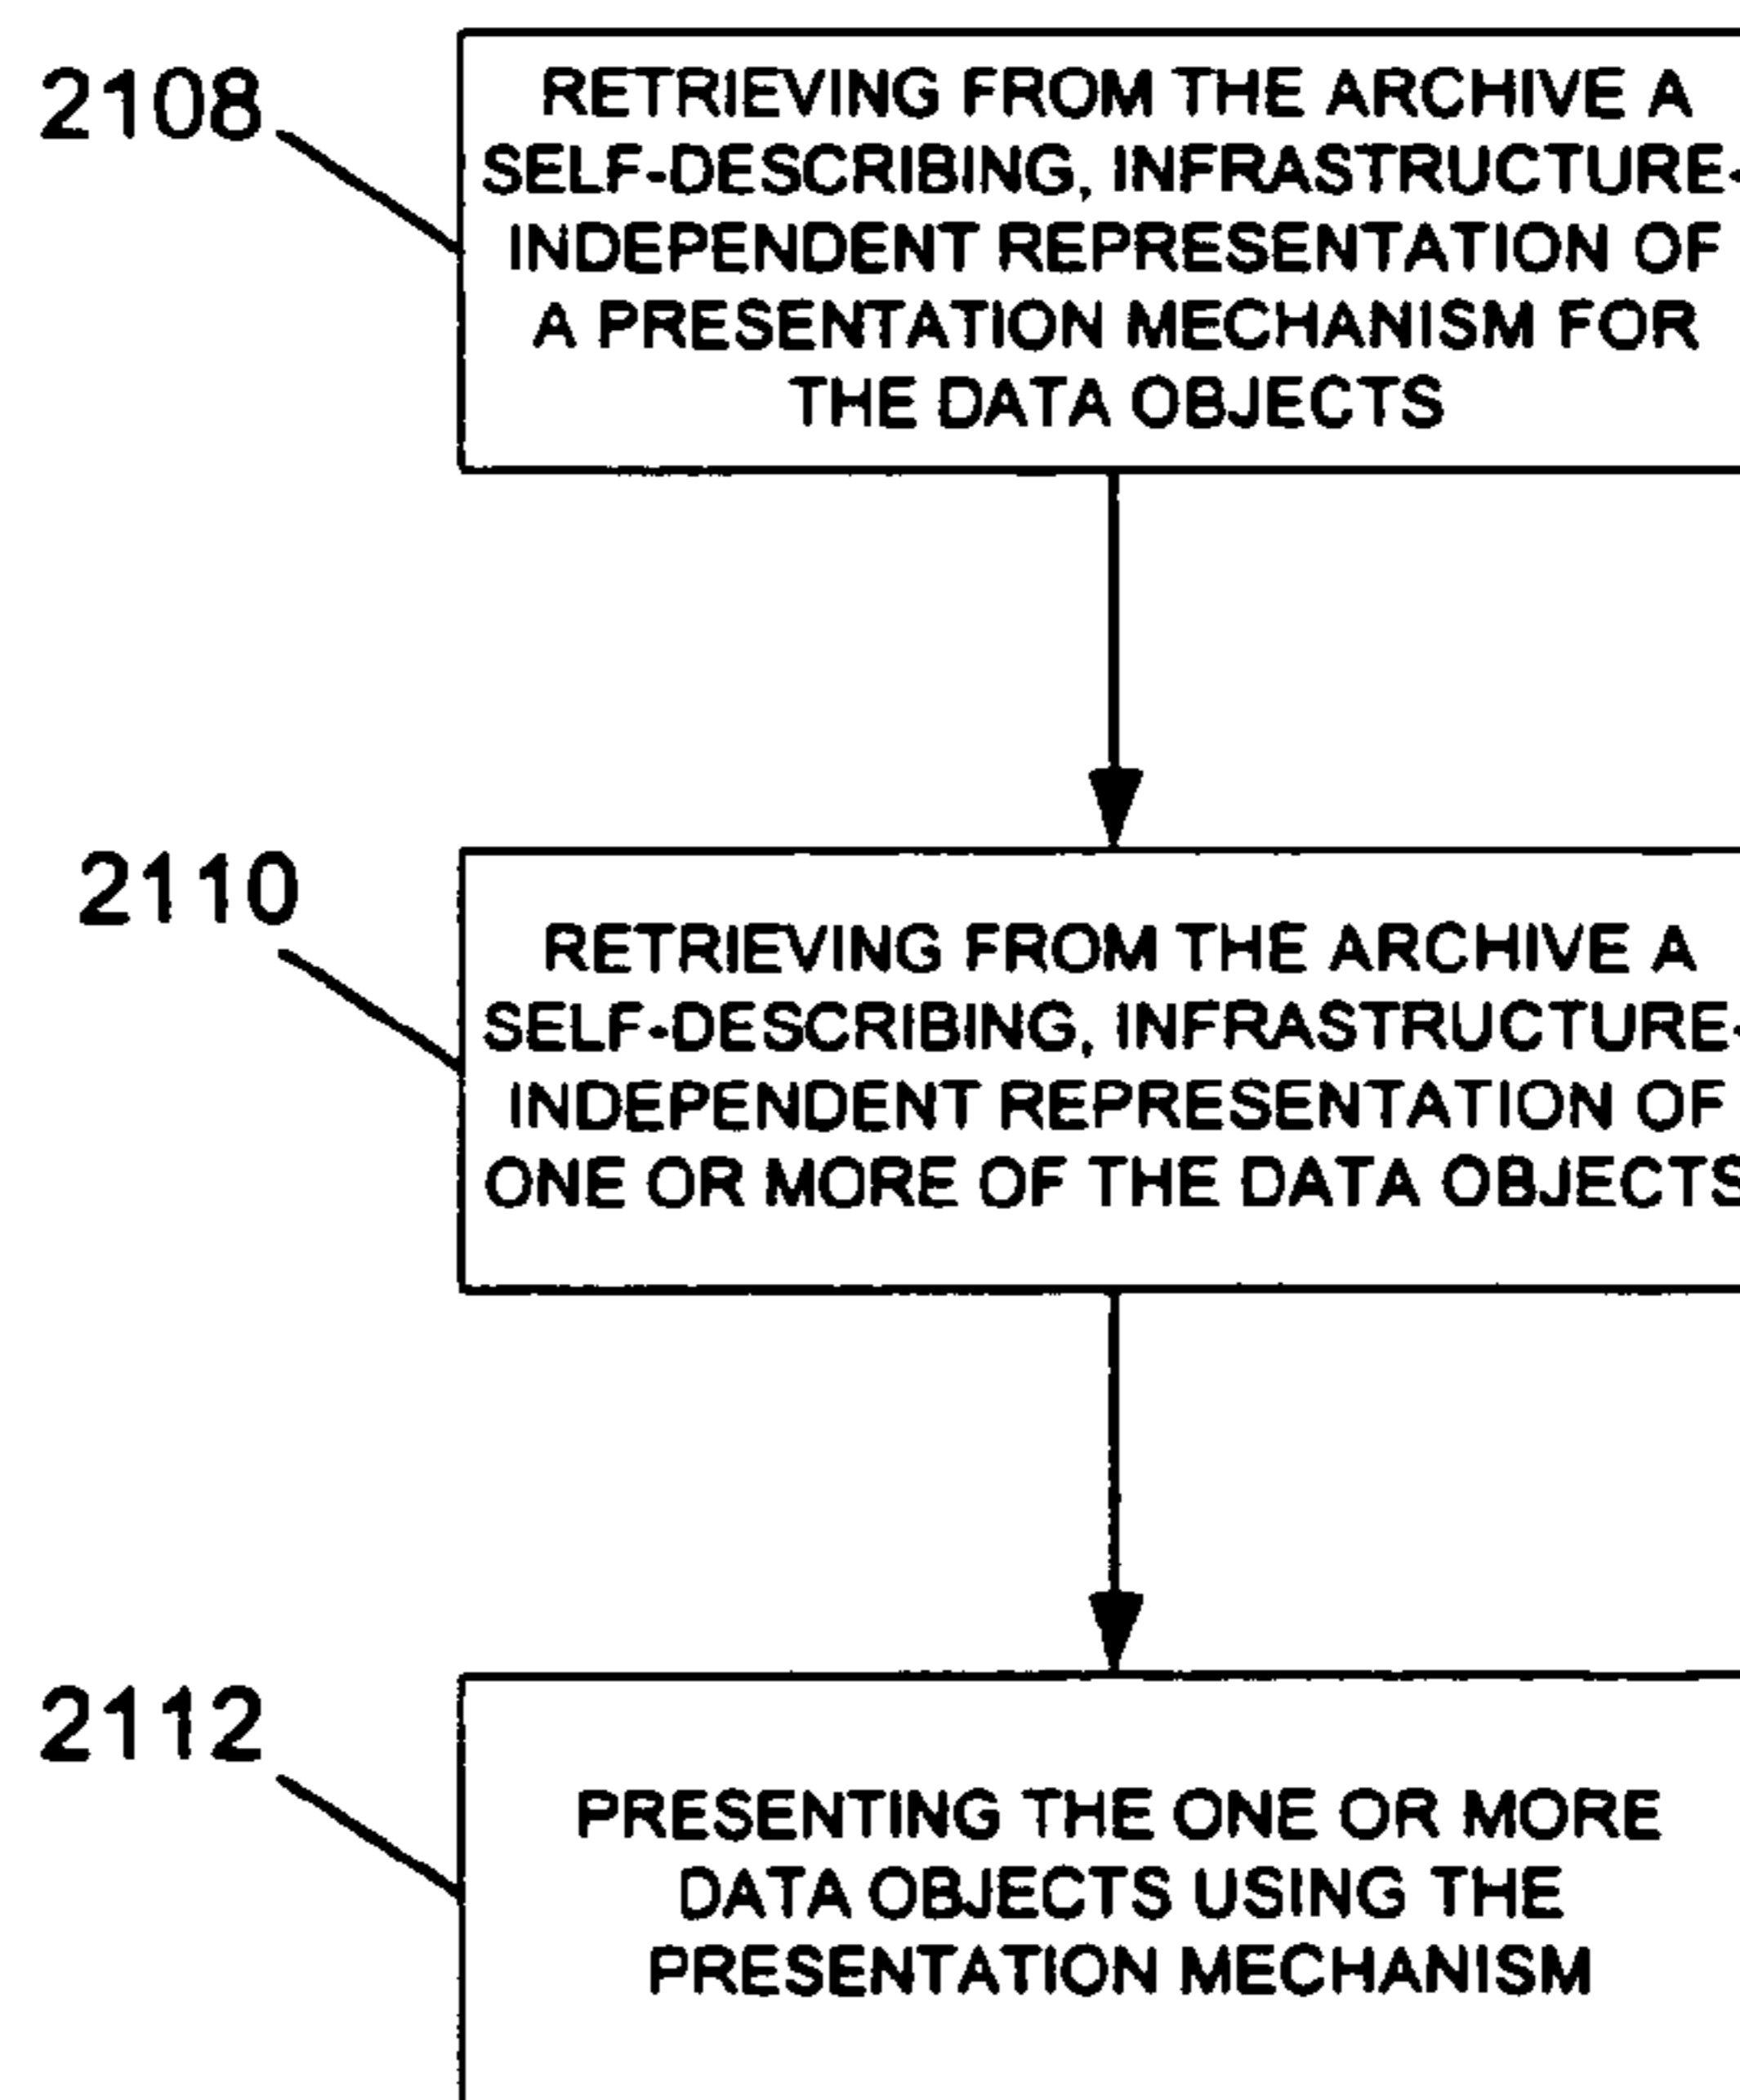 2108
RETRIEVING FROM THE ARCHIVE A
SELF-DESCRIBING, INFRASTRUCTURE-
INDEPENDENT REPRESENTATION OF
A PRESENTATION MECHANISM FOR
THE DATA OBJECTS
2110
RETRIEVING FROM THE ARCHIVE A
SELF-DESCRIBING, INFRASTRUCTURE-
INDEPENDENT REPRESENTATION OF
ONE OR MORE OF THE DATA OBJECTS
2112
PRESENTING THE ONE OR MORE
DATA OBJECTS USING THE
PRESENTATION MECHANISM